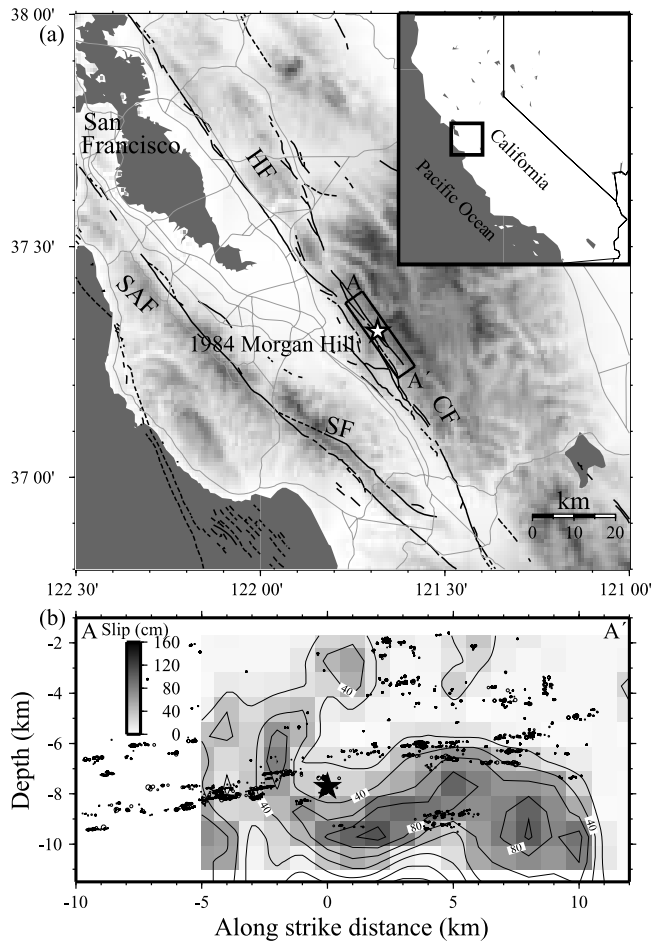 38 00'
(a)
San
Francisco
HF
California
Pacific Ocean
37 30'
SAF
A
1984 Morgan Hill
A´
CF
SF
37 00'
km
0 10 20
122 30' 122 00' 121 30' 121 00'
(b)
A Slip (cm) A´
160
120
80
40
0
40
40
40
80
80
40
-2
-4
-6
-8
-10
Depth (km)
-10 -5 0 5 10
Along strike distance (km)